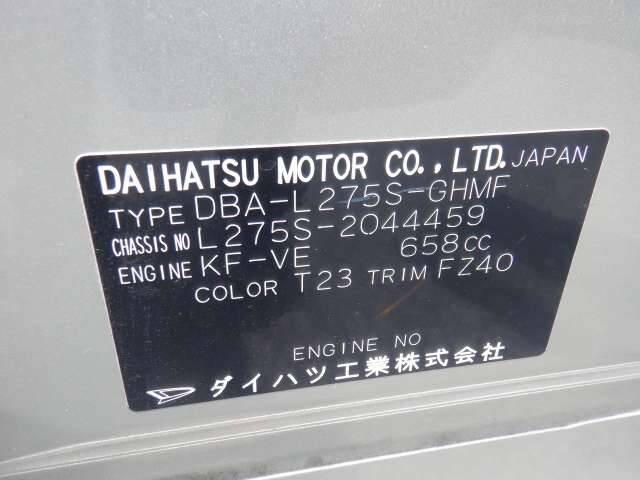 DAIHATSU MOTOR CO., LTD. JAPAN
TYPE DBA-L275S-GHMF
CHASSIS NO L275S-2044459
ENGINE KF-VE 658CC
COLOR T23 TRIM FZ40
ENGINE NO
ダイハツ工業株式会社